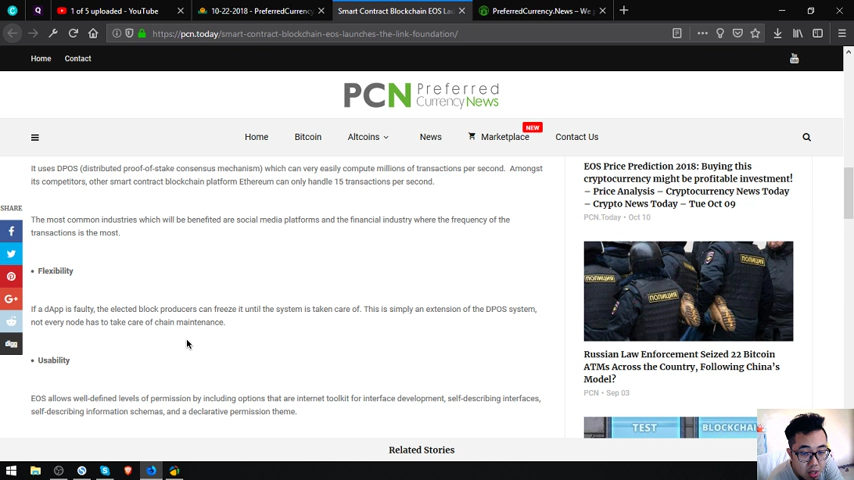 1 of 5 uploaded - YouTube
10-22-2018 - PreferredCurrency
Smart Contract Blockchain EOS La
PreferredCurrency.News – We p
https://pcn.today/smart-contract-blockchain-eos-launches-the-link-foundation/
Home
Contact
You
PCN Preferred
Currency News
Home
Bitcoin
Altcoins
News
NEW
Marketplace
Contact Us
It uses DPOS (distributed proof-of-stake consensus mechanism) which can very easily compute millions of transactions per second. Amongst
its competitors, other smart contract blockchain platform Ethereum can only handle 15 transactions per second.
The most common industries which will be benefited are social media platforms and the financial industry where the frequency of the
transactions is the most.
• Flexibility
If a dApp is faulty, the elected block producers can freeze it until the system is taken care of. This is simply an extension of the DPOS system,
not every node has to take care of chain maintenance.
• Usability
EOS allows well-defined levels of permission by including options that are internet toolkit for interface development, self-describing interfaces,
self-describing information schemas, and a declarative permission theme.
SHARE
f
G+
digg
EOS Price Prediction 2018: Buying this
cryptocurrency might be profitable investment!
– Price Analysis – Cryptocurrency News Today
– Crypto News Today – Tue Oct 09
PCN.Today • Oct 10
ПОЛИЦИЯ
ПОЛИЦИЯ
Russian Law Enforcement Seized 22 Bitcoin
ATMs Across the Country, Following China's
Model?
PCN • Sep 03
TEST
BLOCKCHAI
Related Stories